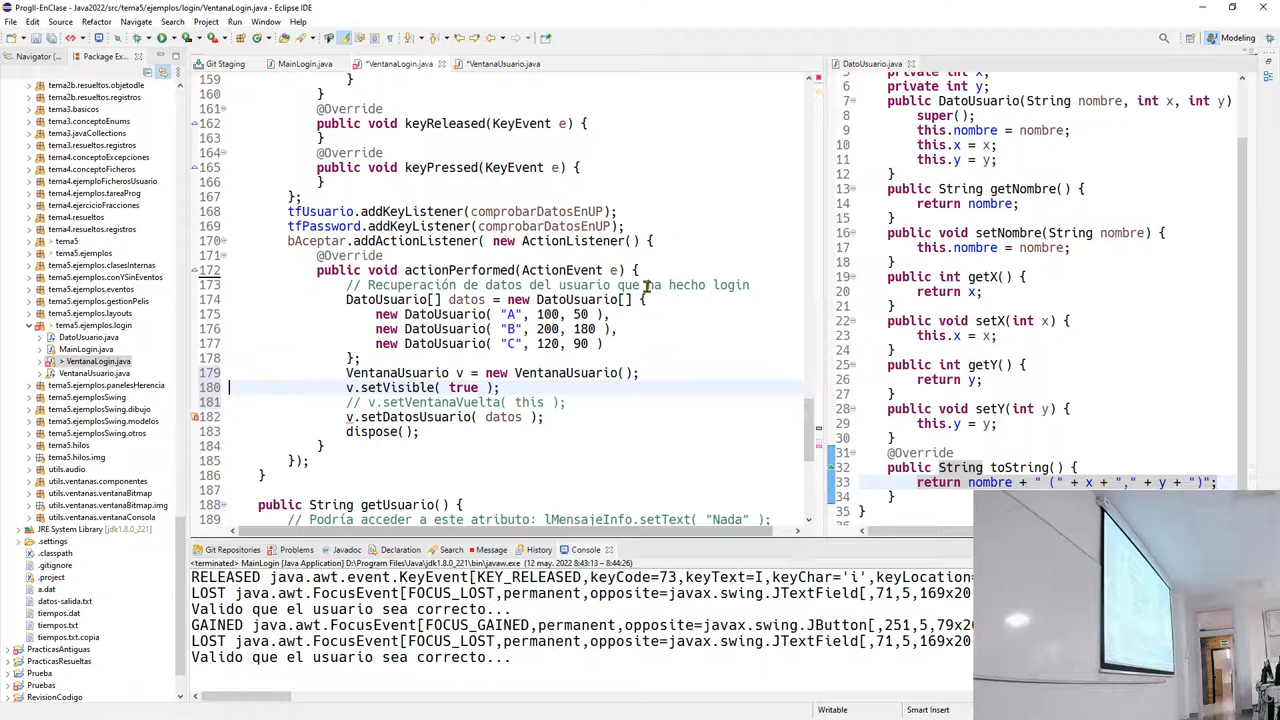 ProgII-EnClase - Java2022/src/tema5/ejemplos/login/VentanaLogin.java - Eclipse IDE
File Edit Source Refactor Navigate Search Project Run Window Help
Modeling
Navigator (... Package Ex...
tema2b.resueltos.objetodle
tema2b.resueltos.registros
tema3.basicos
tema3.conceptoEnums
tema3.javaCollections
tema3.resueltos.registros
tema4.conceptoExcepciones
tema4.conceptoFicheros
tema4.ejemploFicherosUsuario
tema4.ejemplos.tareaProg
tema4.ejercicioFracciones
tema4.resueltos
tema4.resueltos.registros
> tema5
> tema5.ejemplos
tema5.ejemplos.clasesInternas
tema5.ejemplos.conYSinEventos
tema5.ejemplos.gestionPelis
tema5.ejemplos.layouts
> tema5.ejemplos.login
DatoUsuario.java
MainLogin.java
> VentanaLogin.java
VentanaUsuario.java
tema5.ejemplos.panelesHerencia
tema5.ejemplosSwing
tema5.ejemplosSwing.dibujo
tema5.ejemplosSwing.modelos
tema5.ejemplosSwing.otros
tema5.hilos
tema5.resueltos
utils.audio
utils.ventanas.componentes
utils.ventanas.ventanaBitmap
utils.ventanas.ventanaBitmap.img
utils.ventanas.ventanaConsola
JRE System Library [jdk1.8.0_221]
.settings
.classpath
.gitignore
.project
a.dat
datos-salida.txt
tiempos.dat
tiempos.txt
tiempos.txt.copia
PracticasAntiguas
PracticasResueltas
Prueba
Pruebas
RevisionCodigo
Git Staging MainLogin.java *VentanaLogin.java *VentanaUsuario.java
159 }
160 }
161 @Override
162 public void keyReleased(KeyEvent e) {
163 }
164 @Override
165 public void keyPressed(KeyEvent e) {
166 }
167 };
168 tfUsuario.addKeyListener(comprobarDatosEnUP);
169 tfPassword.addKeyListener(comprobarDatosEnUP);
170 bAceptar.addActionListener( new ActionListener() {
171 @Override
172 public void actionPerformed(ActionEvent e) {
173 // Recuperación de datos del usuario que ha hecho login
174 DatoUsuario[] datos = new DatoUsuario[] {
175 new DatoUsuario( "A", 100, 50 ),
176 new DatoUsuario( "B", 200, 180 ),
177 new DatoUsuario( "C", 120, 90 )
178 };
179 VentanaUsuario v = new VentanaUsuario();
180 v.setVisible( true );
181 // v.setVentanaVuelta( this );
182 v.setDatosUsuario( datos );
183 dispose();
184 }
185 });
186 }
187
188 public String getUsuario() {
189 // Podría acceder a este atributo: lMensajeInfo.setText( "Nada" );
DatoUsuario.java
5 private int x;
6 private int y;
7 public DatoUsuario(String nombre, int x, int y)
8 super();
9 this.nombre = nombre;
10 this.x = x;
11 this.y = y;
12 }
13 public String getNombre() {
14 return nombre;
15 }
16 public void setNombre(String nombre) {
17 this.nombre = nombre;
18 }
19 public int getX() {
20 return x;
21 }
22 public void setX(int x) {
23 this.x = x;
24 }
25 public int getY() {
26 return y;
27 }
28 public void setY(int y) {
29 this.y = y;
30 }
31 @Override
32 public String toString() {
33 return nombre + " (" + x + "," + y + ")";
34 }
35 }
36
Git Repositories Problems Javadoc Declaration Search Message History Console
<terminated> MainLogin [Java Application] D:\Program Files\Java\jdk1.8.0_221\bin\javaw.exe (12 may. 2022 8:43:13 – 8:44:26)
RELEASED java.awt.event.KeyEvent[KEY_RELEASED,keyCode=73,keyText=I,keyChar='i',keyLocation=
LOST java.awt.FocusEvent[FOCUS_LOST,permanent,opposite=javax.swing.JTextField[,71,5,169x20
Valido que el usuario sea correcto...
GAINED java.awt.FocusEvent[FOCUS_GAINED,permanent,opposite=javax.swing.JButton[,251,5,79x26
LOST java.awt.FocusEvent[FOCUS_LOST,permanent,opposite=javax.swing.JTextField[,71,5,169x20
Valido que el usuario sea correcto...
Writable Smart Insert